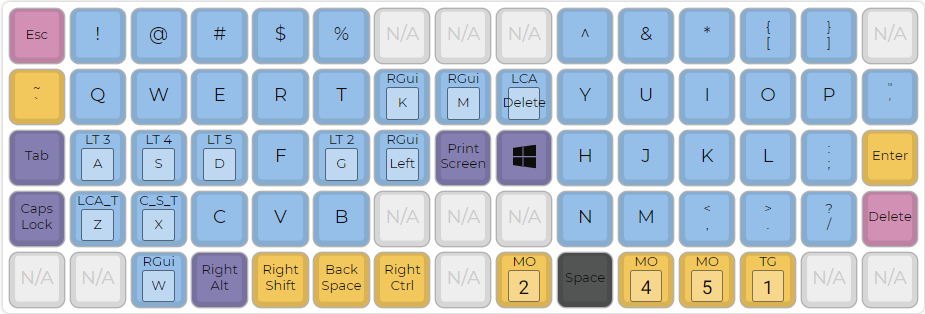 Esc ! @ # $ % N/A N/A N/A ^ & * { [ } ] N/A
~ ` Q W E R T RGui K RGui M LCA Delete Y U I O P " '
Tab LT 3 A LT 4 S LT 5 D F LT 2 G RGui Left Print Screen H J K L : ; Enter
Caps Lock LCA_T Z C_S_T X C V B N/A N/A N/A N M < , > . ? / Delete
N/A N/A RGui W Right Alt Right Shift Back Space Right Ctrl N/A MO 2 Space MO 4 MO 5 TG 1 N/A N/A